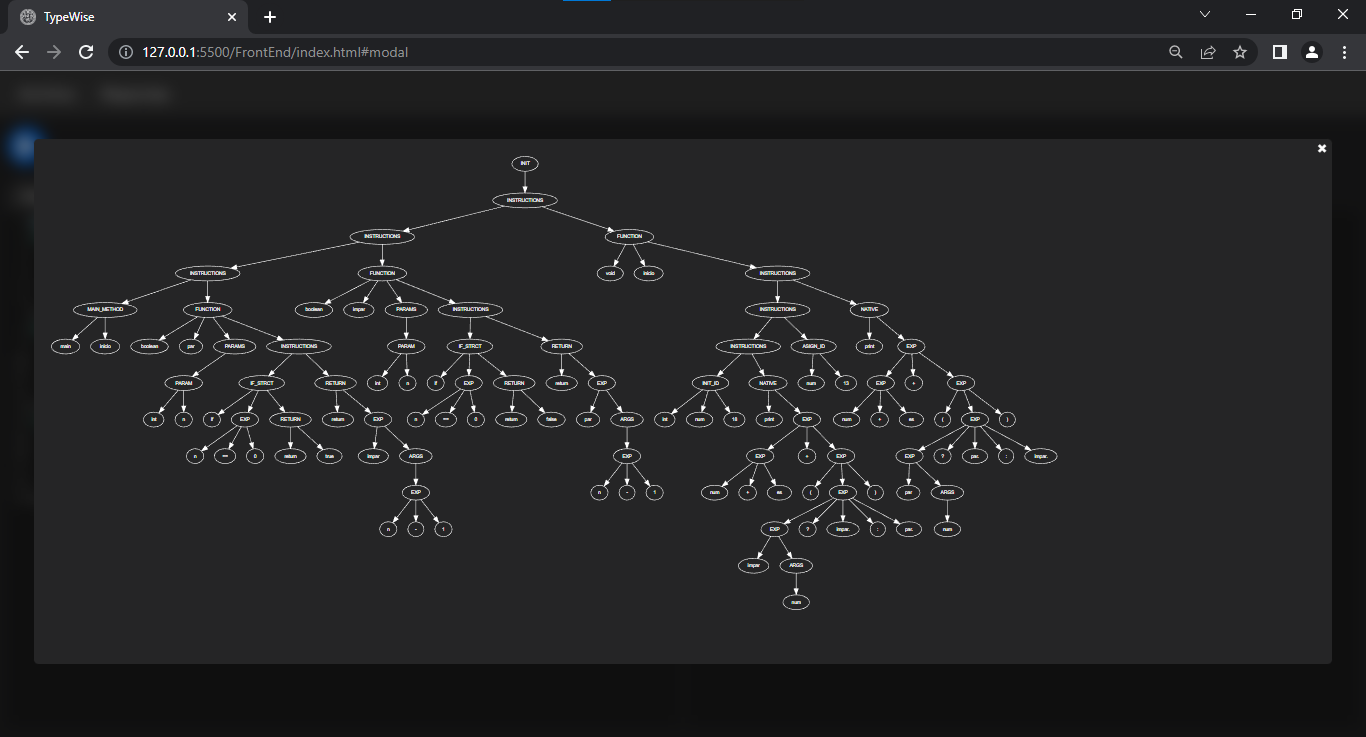 TypeWise
127.0.0.1:5500/FrontEnd/index.html#modal
INIT
INSTRUCTIONS
INSTRUCTIONS FUNCTION
INSTRUCTIONS FUNCTION void inicio INSTRUCTIONS
MAIN_METHOD FUNCTION boolean impar PARAMS INSTRUCTIONS INSTRUCTIONS NATIVE
main inicio boolean par PARAMS INSTRUCTIONS PARAM IF_STRCT RETURN INSTRUCTIONS ASIGN_ID print EXP
PARAM IF_STRCT RETURN int n if EXP RETURN return EXP INIT_ID NATIVE num 13 EXP + EXP
int n if EXP RETURN return EXP n == 0 return false par ARGS int num 18 print EXP num + es ( EXP )
n == 0 return true impar ARGS EXP EXP + EXP EXP ? par. : impar.
EXP n - 1 num + es ( EXP ) par ARGS
n - 1 EXP ? impar. : par. num
impar ARGS
num